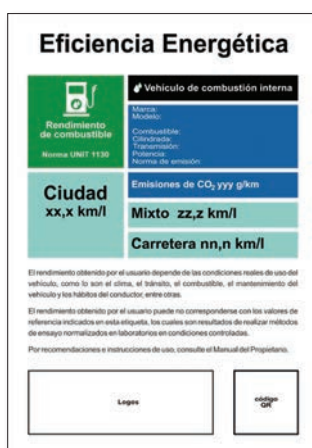 Eficiencia Energética
Rendimiento
de combustible
Norma UNIT 1130
Vehículo de combustión interna
Marca:
Modelo:
Combustible:
Cilindrada:
Transmisión:
Potencia:
Norma de emisión
Ciudad
xx,x km/l
Emisiones de CO₂ yyy g/km
Mixto zz,z km/l
Carretera nn,n km/l
El rendimiento obtenido por el usuario depende de las condiciones reales de uso del
vehículo, como lo son el clima, el tránsito, el combustible, el mantenimiento del
vehículo y los hábitos del conductor, entre otras.
El rendimiento obtenido por el usuario puede no corresponderse con los valores de
referencia indicados en esta etiqueta, los cuales son resultados de realizar métodos
de ensayo normalizados en laboratorios en condiciones controladas.
Por recomendaciones e instrucciones de uso, consulte el Manual del Propietario.
Logos
código
QR